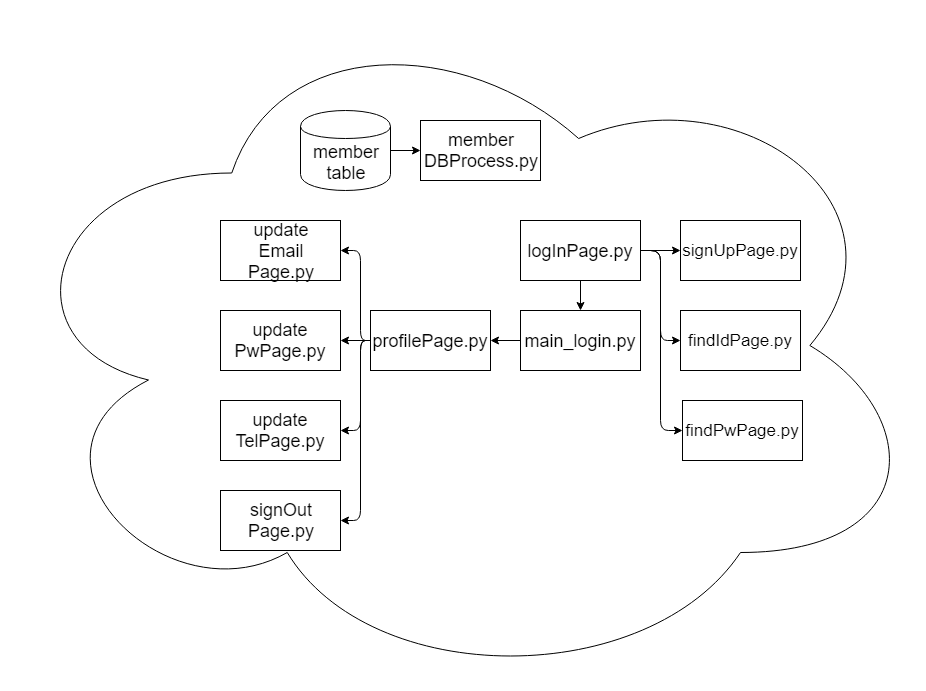 member
table
member
DBProcess.py
update
Email
Page.py
logInPage.py
signUpPage.py
update
PwPage.py
profilePage.py
main_login.py
findIdPage.py
update
TelPage.py
findPwPage.py
signOut
Page.py